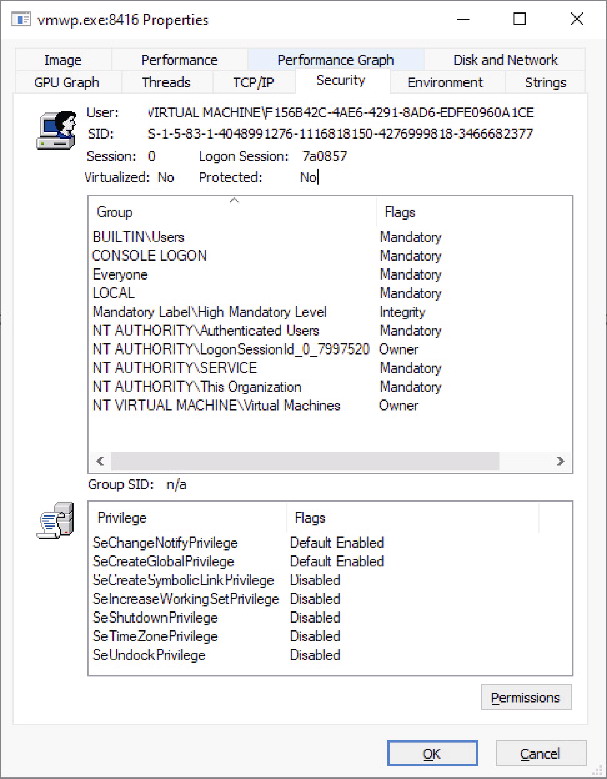 vmwp.exe:8416 Properties
Image Performance Performance Graph Disk and Network
GPU Graph Threads TCP/IP Security Environment Strings
User: VIRTUAL MACHINE\F156B42C-4AE6-4291-8AD6-EDFE0960A1CE
SID: S-1-5-83-1-4048991276-1116818150-4276999818-3466682377
Session: 0 Logon Session: 7a0857
Virtualized: No Protected: No
Group Flags
BUILTIN\Users Mandatory
CONSOLE LOGON Mandatory
Everyone Mandatory
LOCAL Mandatory
Mandatory Label\High Mandatory Level Integrity
NT AUTHORITY\Authenticated Users Mandatory
NT AUTHORITY\LogonSessionId_0_7997520 Owner
NT AUTHORITY\SERVICE Mandatory
NT AUTHORITY\This Organization Mandatory
NT VIRTUAL MACHINE\Virtual Machines Owner
Group SID: n/a
Privilege Flags
SeChangeNotifyPrivilege Default Enabled
SeCreateGlobalPrivilege Default Enabled
SeCreateSymbolicLinkPrivilege Disabled
SeIncreaseWorkingSetPrivilege Disabled
SeShutdownPrivilege Disabled
SeTimeZonePrivilege Disabled
SeUndockPrivilege Disabled
Permissions
OK Cancel